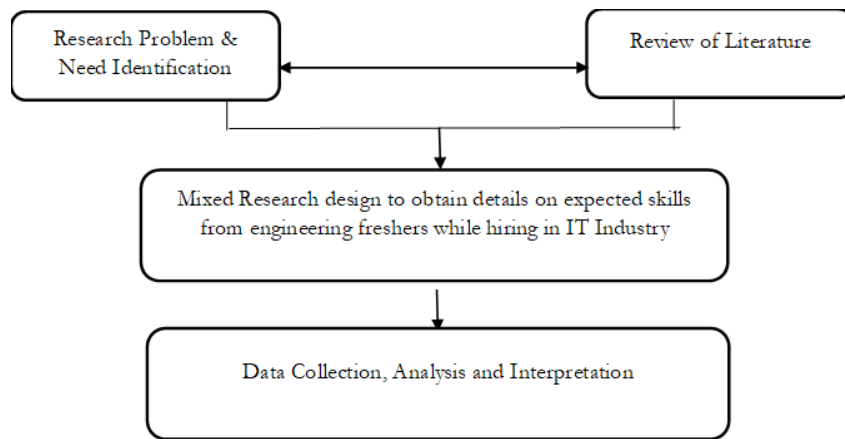 Research Problem &
Need Identification
Review of Literature
Mixed Research design to obtain details on expected skills
from engineering freshers while hiring in IT Industry
Data Collection, Analysis and Interpretation